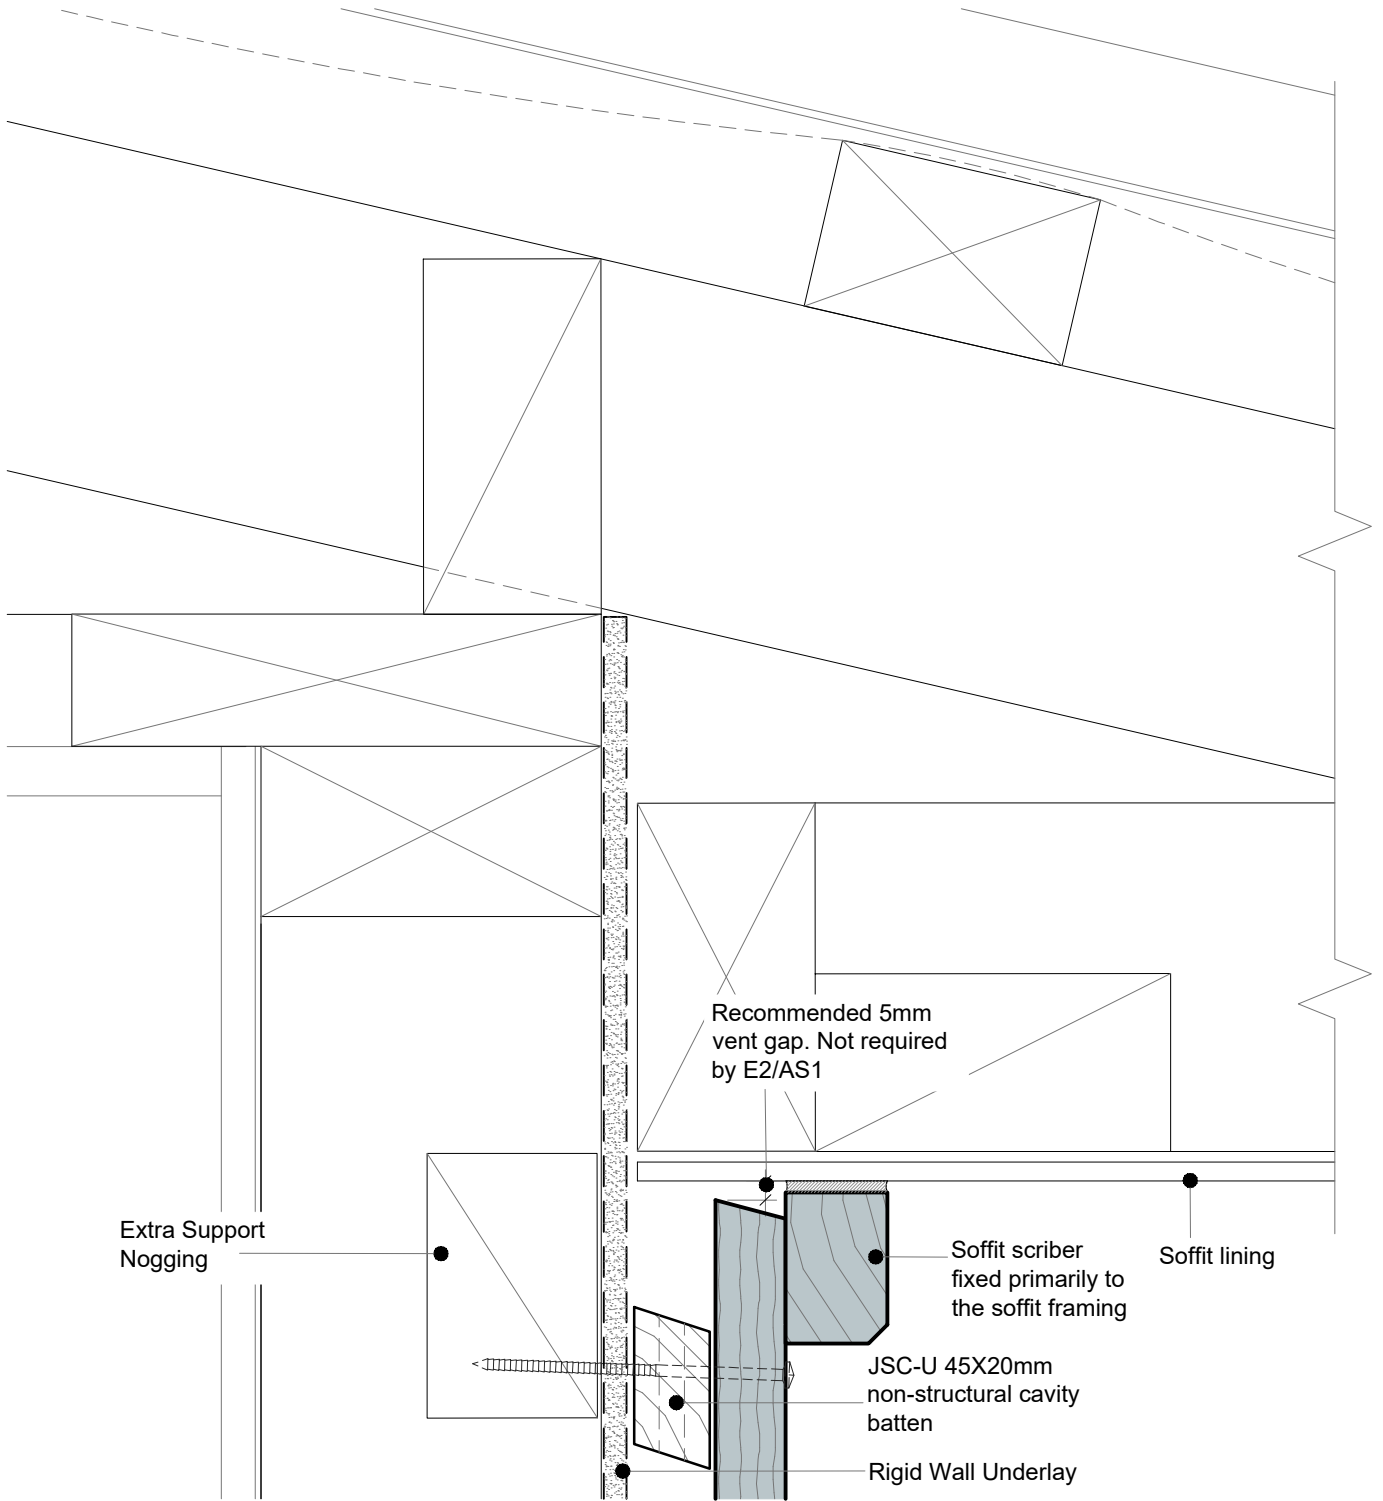 Recommended 5mm
vent gap. Not required
by E2/AS1
Extra Support
Nogging
Soffit scriber
fixed primarily to
the soffit framing
Soffit lining
JSC-U 45X20mm
non-structural cavity
batten
Rigid Wall Underlay